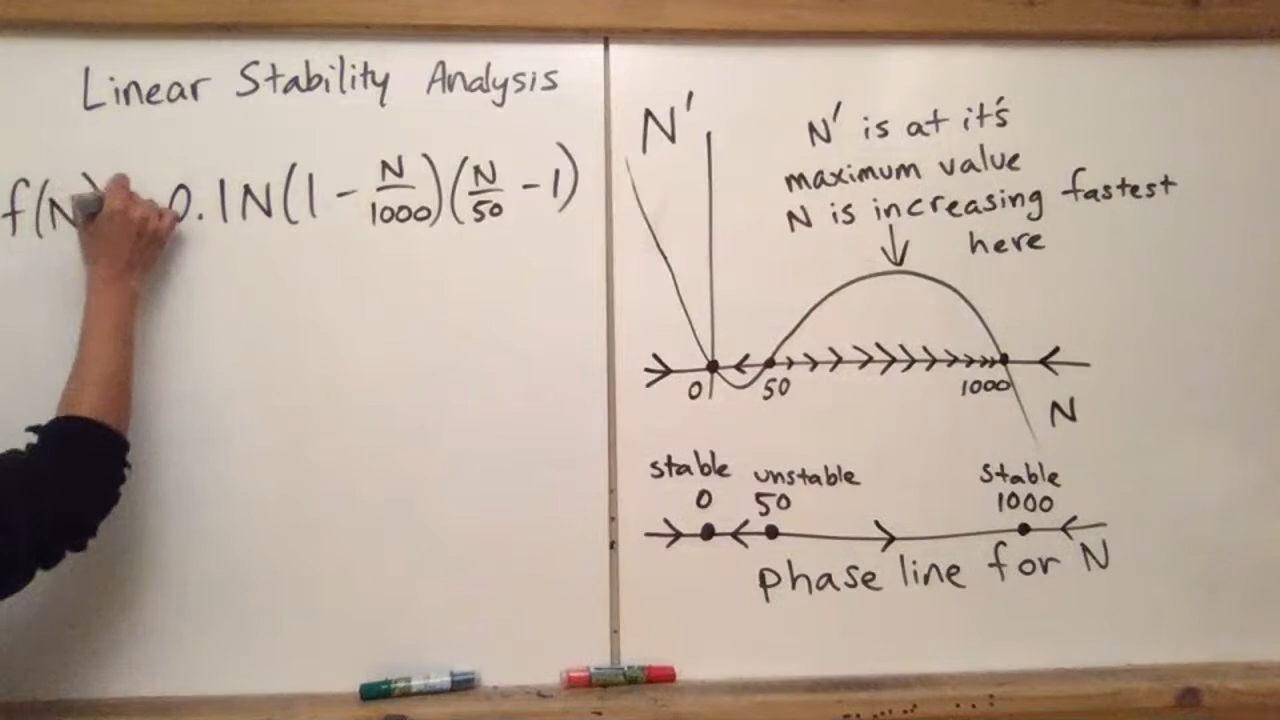 Linear Stability Analysis
f(N) 0.1N(1 - N/1000)(N/50 - 1)
N'
N' is at it's
maximum value
N is increasing fastest
here
0 50 1000
N
stable unstable stable
0 50 1000
phase line for N